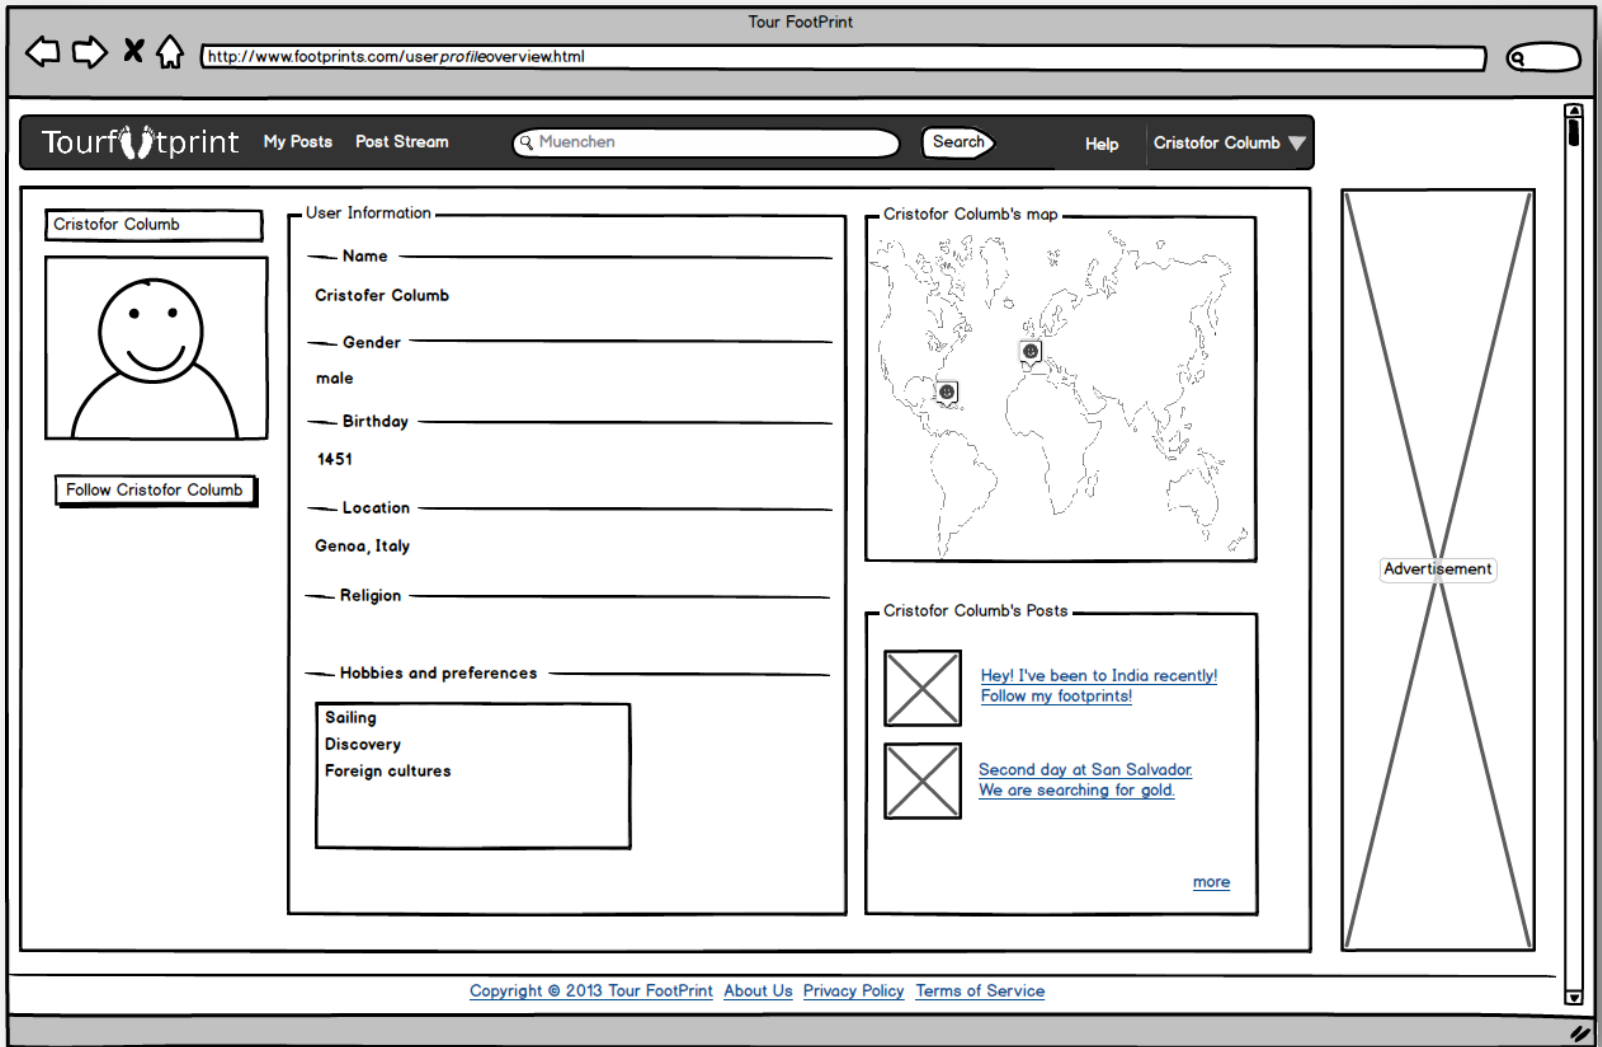 Tour FootPrint
http://www.footprints.com/userprofileoverview.html
Tourf tprint My Posts Post Stream Muenchen Search Help Cristofor Columb
Cristofor Columb
Follow Cristofor Columb
User Information
Name
Cristofer Columb
Gender
male
Birthday
1451
Location
Genoa, Italy
Religion
Hobbies and preferences
Sailing
Discovery
Foreign cultures
Cristofor Columb's map
Cristofor Columb's Posts
Hey! I've been to India recently!
Follow my footprints!
Second day at San Salvador.
We are searching for gold.
more
Advertisement
Copyright © 2013 Tour FootPrint About Us Privacy Policy Terms of Service